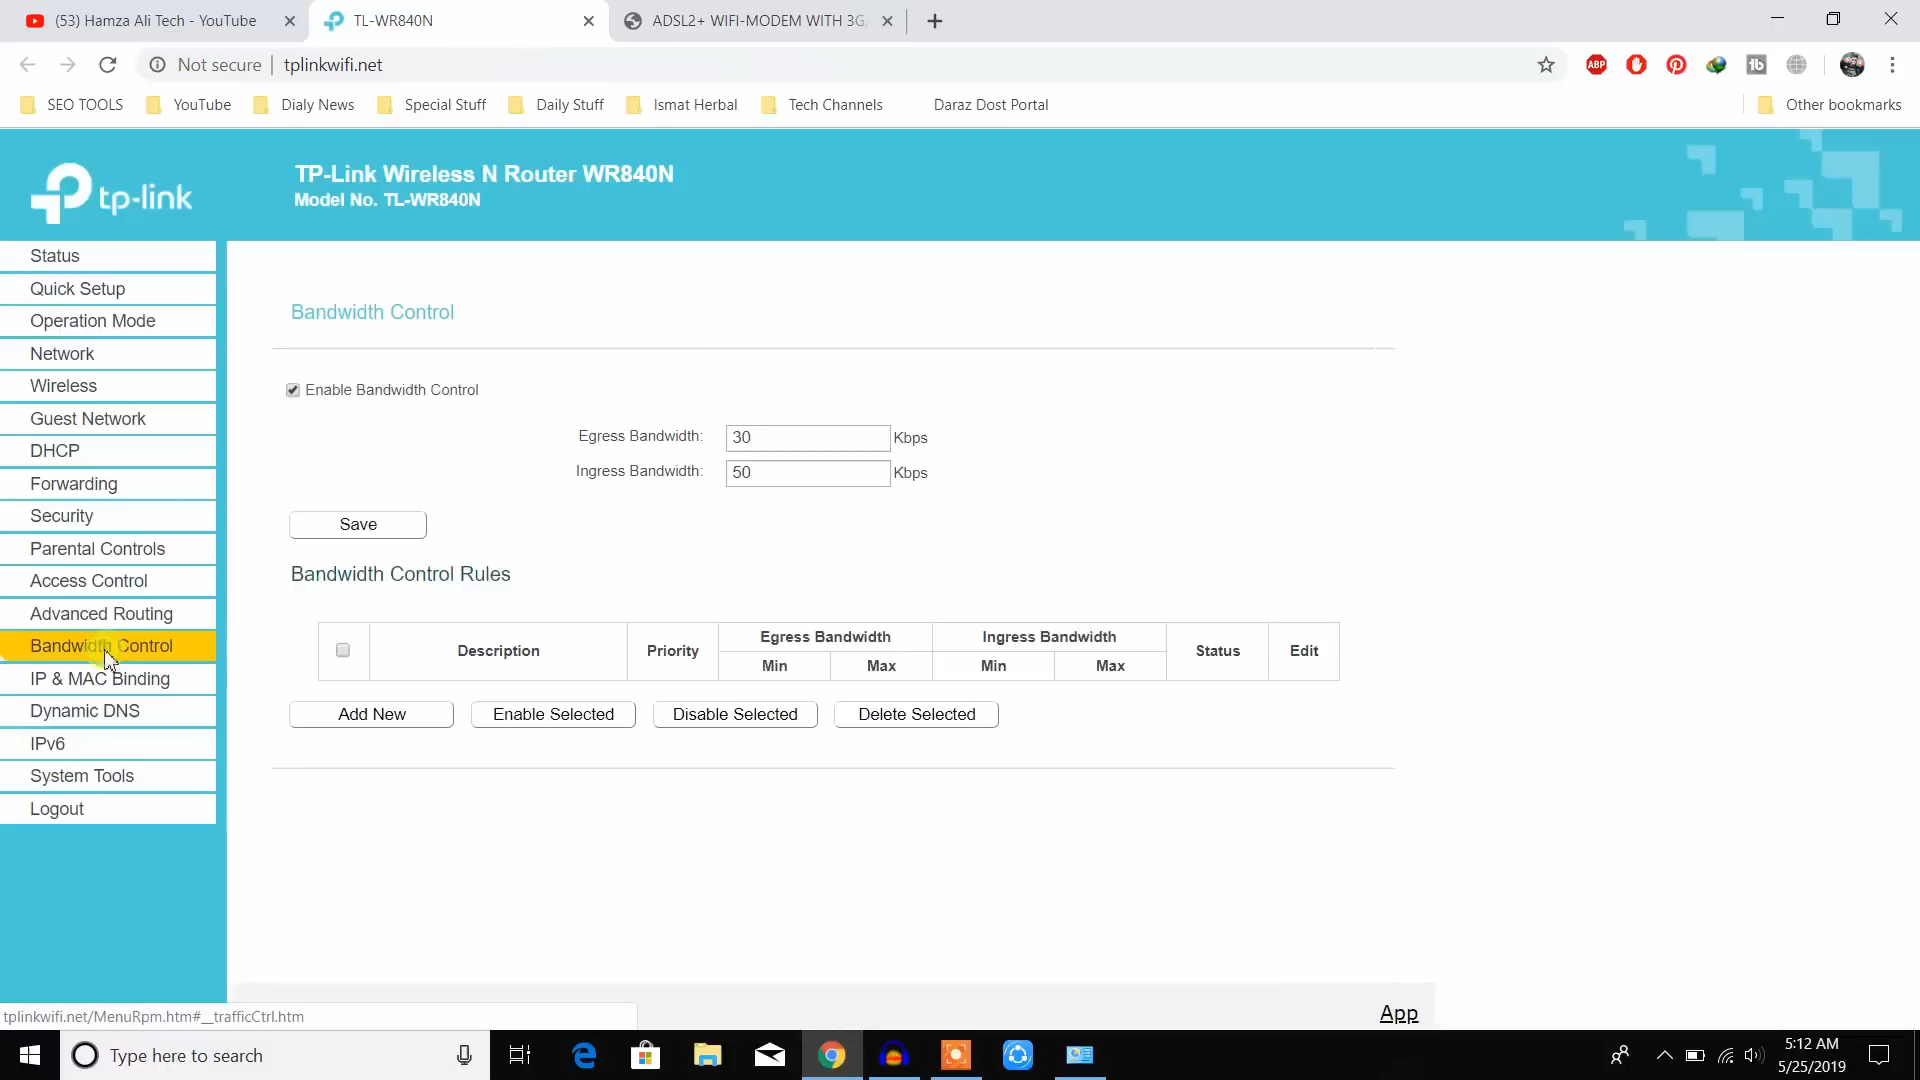 (53) Hamza Ali Tech - YouTube
TL-WR840N
ADSL2+ WIFI-MODEM WITH 3G
Not secure | tplinkwifi.net
ABP
SEO TOOLS
YouTube
Dialy News
Special Stuff
Daily Stuff
Ismat Herbal
Tech Channels
Daraz Dost Portal
Other bookmarks
tp-link
TP-Link Wireless N Router WR840N
Model No. TL-WR840N
Status
Quick Setup
Operation Mode
Network
Wireless
Guest Network
DHCP
Forwarding
Security
Parental Controls
Access Control
Advanced Routing
Bandwidth Control
IP & MAC Binding
Dynamic DNS
IPv6
System Tools
Logout
Bandwidth Control
Enable Bandwidth Control
Egress Bandwidth: 30 Kbps
Ingress Bandwidth: 50 Kbps
Save
Bandwidth Control Rules
Description Priority Egress Bandwidth Ingress Bandwidth Status Edit
Min Max Min Max
Add New Enable Selected Disable Selected Delete Selected
App
tplinkwifi.net/MenuRpm.htm#__trafficCtrl.htm
Type here to search
5:12 AM
5/25/2019